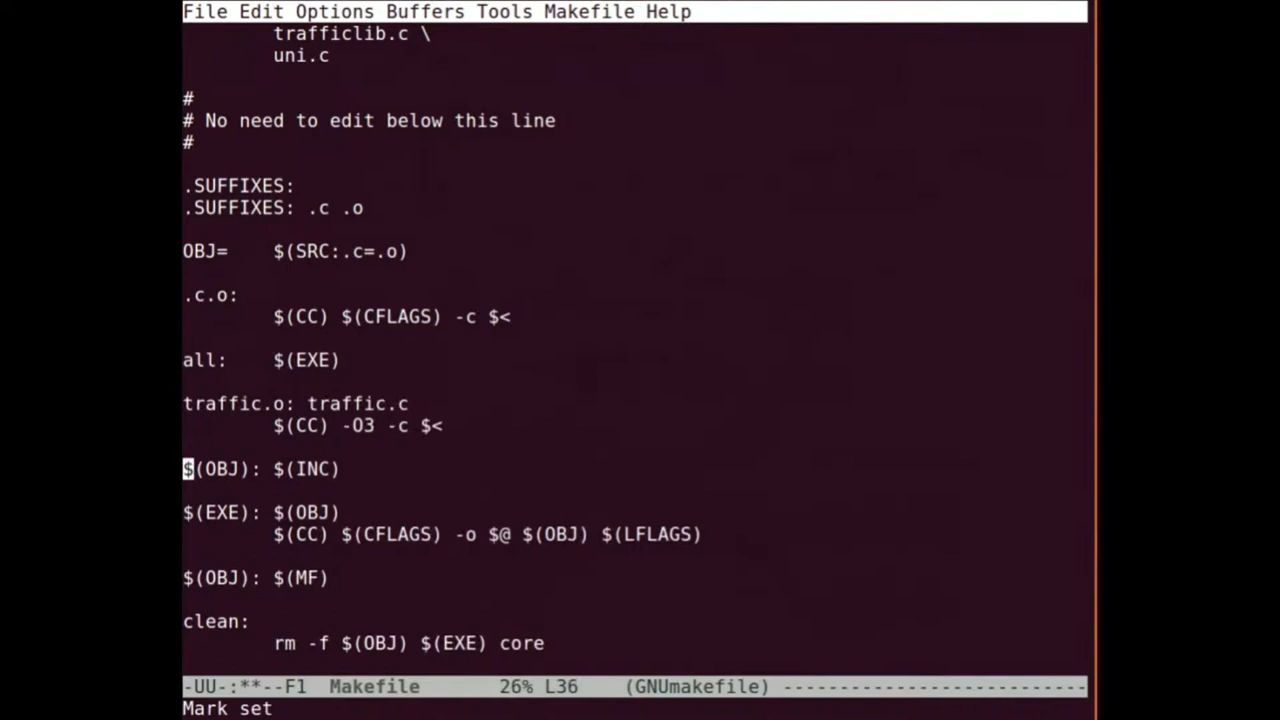 File Edit Options Buffers Tools Makefile Help
trafficlib.c \
uni.c
#
# No need to edit below this line
#
.SUFFIXES:
.SUFFIXES: .c .o
OBJ= $(SRC:.c=.o)
.c.o:
$(CC) $(CFLAGS) -c $<
all: $(EXE)
traffic.o: traffic.c
$(CC) -O3 -c $<
$(OBJ): $(INC)
$(EXE): $(OBJ)
$(CC) $(CFLAGS) -o $@ $(OBJ) $(LFLAGS)
$(OBJ): $(MF)
clean:
rm -f $(OBJ) $(EXE) core
-UU-:**--F1 Makefile 26% L36 (GNUmakefile) ---------------------------
Mark set